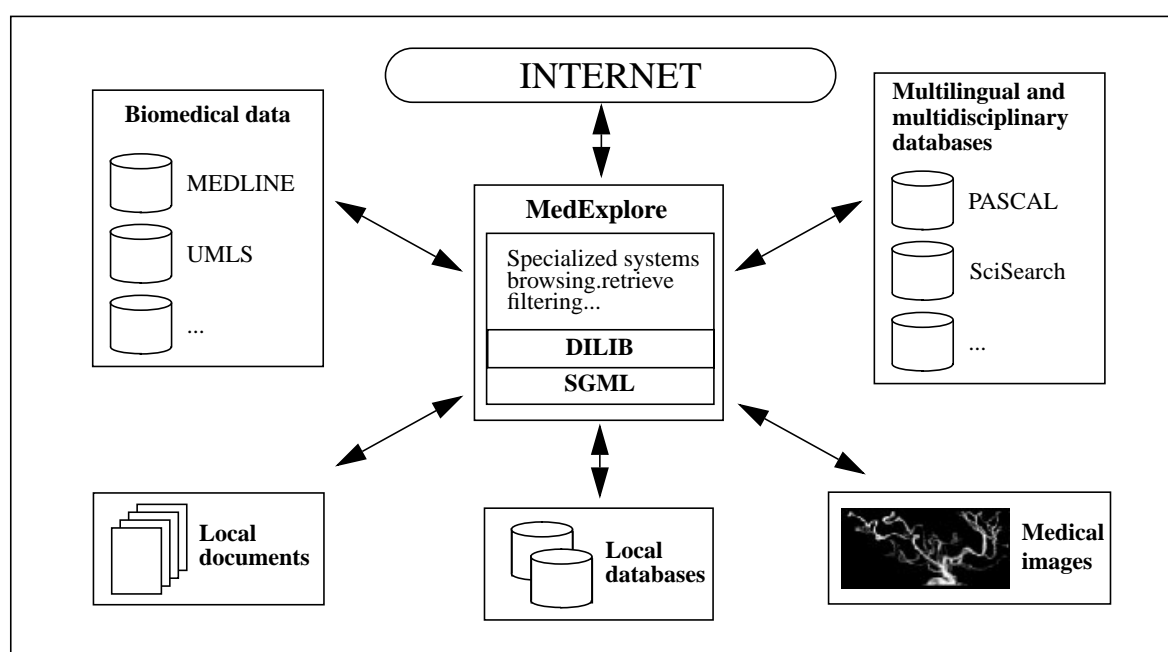 INTERNET
Biomedical data
MEDLINE
UMLS
...
MedExplore
Specialized systems
browsing.retrieve
filtering...
DILIB
SGML
Multilingual and
multidisciplinary
databases
PASCAL
SciSearch
...
Local
documents
Local
databases
Medical
images